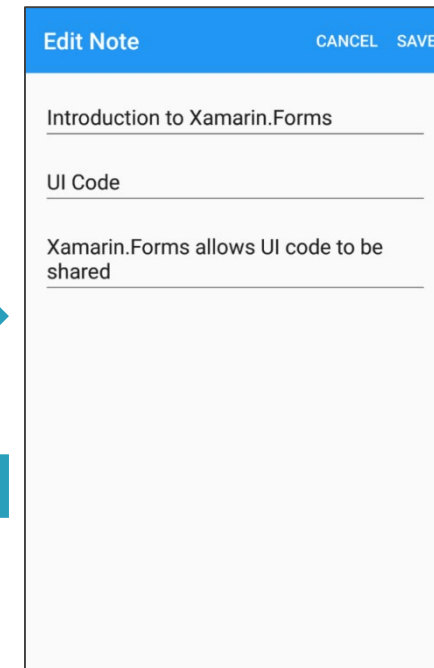 Edit Note CANCEL SAVE
Introduction to Xamarin.Forms
UI Code
Xamarin.Forms allows UI code to be
shared